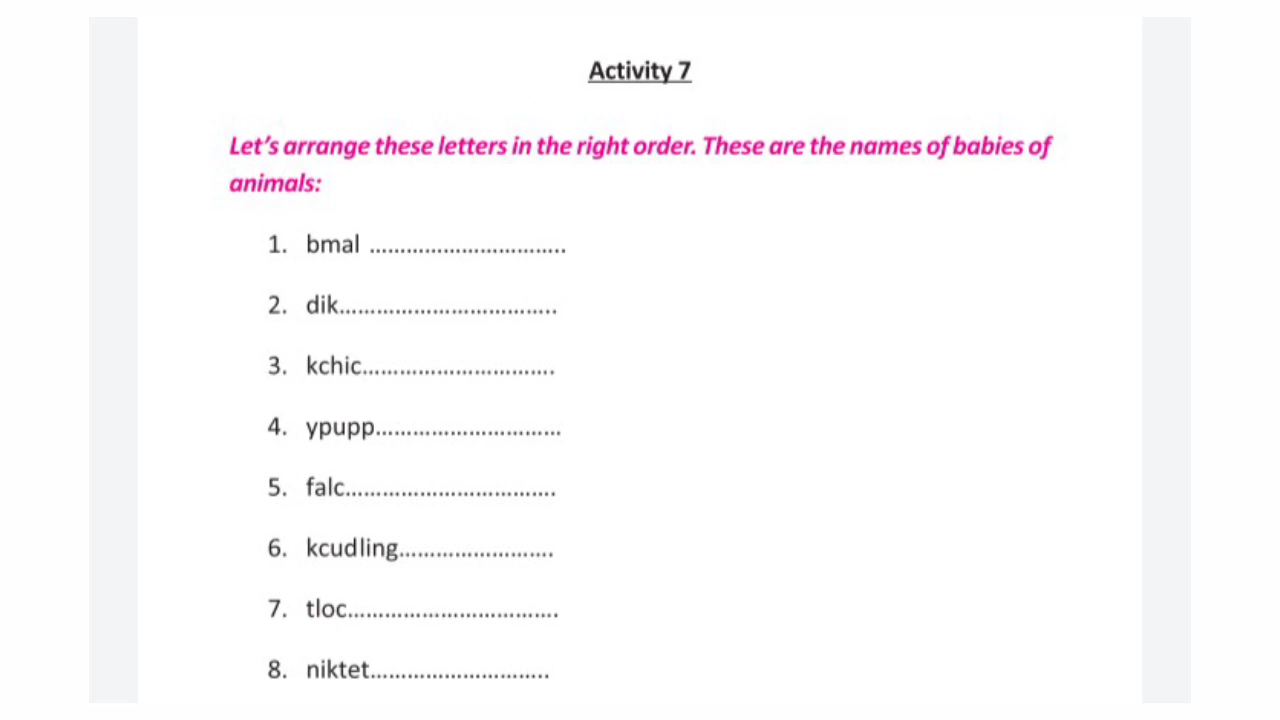 Activity 7
Let's arrange these letters in the right order. These are the names of babies of
animals:
1. bmal ................................
2. dik...................................
3. kchic...............................
4. ypupp..............................
5. falc..................................
6. kcudling.........................
7. tloc..................................
8. niktet.............................